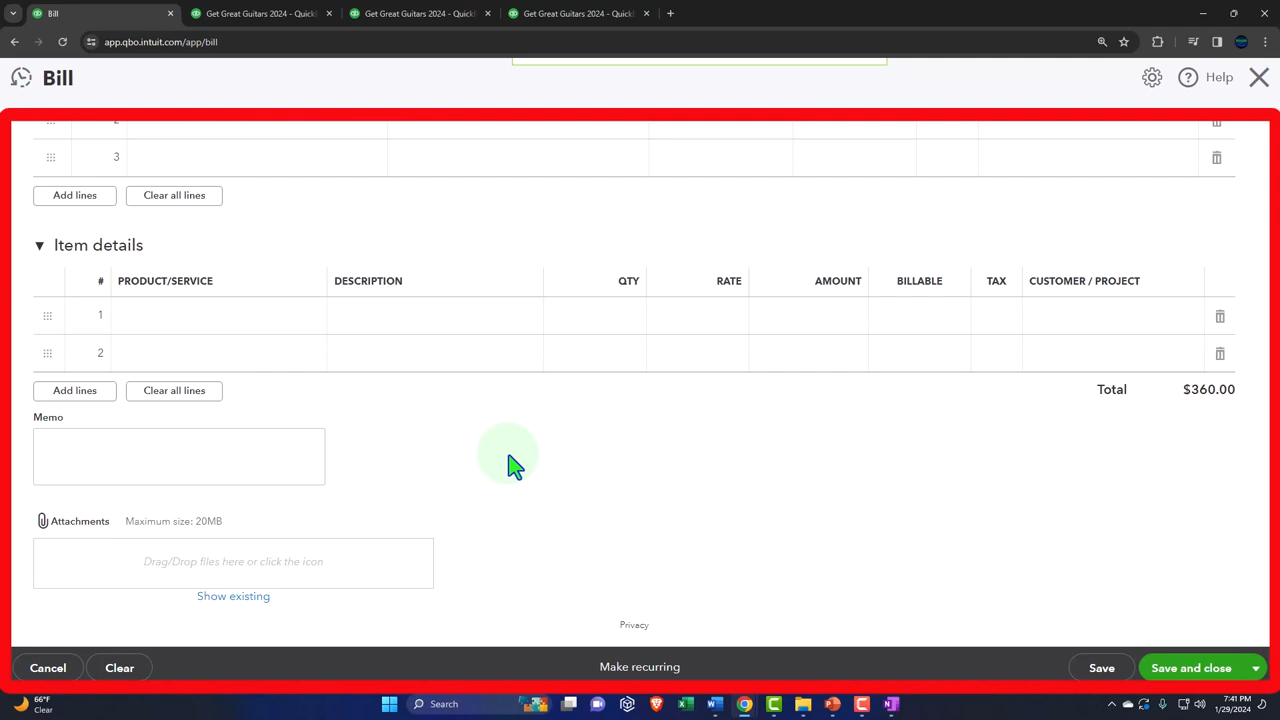 Bill
Get Great Guitars 2024 - Quick
Get Great Guitars 2024 - Quick
Get Great Guitars 2024 - Quick
app.qbo.intuit.com/app/bill
Bill
Help
2
3
Add lines
Clear all lines
Item details
# PRODUCT/SERVICE DESCRIPTION QTY RATE AMOUNT BILLABLE TAX CUSTOMER / PROJECT
1
2
Add lines
Clear all lines
Total $360.00
Memo
Attachments Maximum size: 20MB
Drag/Drop files here or click the icon
Show existing
Privacy
Cancel
Clear
Make recurring
Save
Save and close
66°F
Clear
Search
7:41 PM
1/29/2024